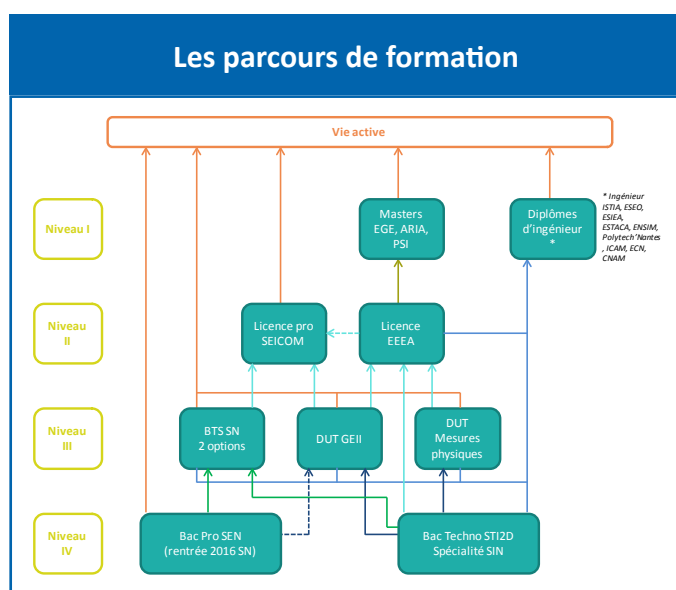 Les parcours de formation
Vie active
Niveau I
Masters
EGE, ARIA,
PSI
Diplômes
d'ingénieur
*
* Ingénieur
ISTIA, ESEO,
ESIEA,
ESTACA, ENSIM,
Polytech'Nantes
, ICAM, ECN,
CNAM
Niveau
II
Licence pro
SEICOM
Licence
EEEA
Niveau
III
BTS SN
2 options
DUT GEII
DUT
Mesures
physiques
Niveau
IV
Bac Pro SEN
(rentrée 2016 SN)
Bac Techno STI2D
Spécialité SIN